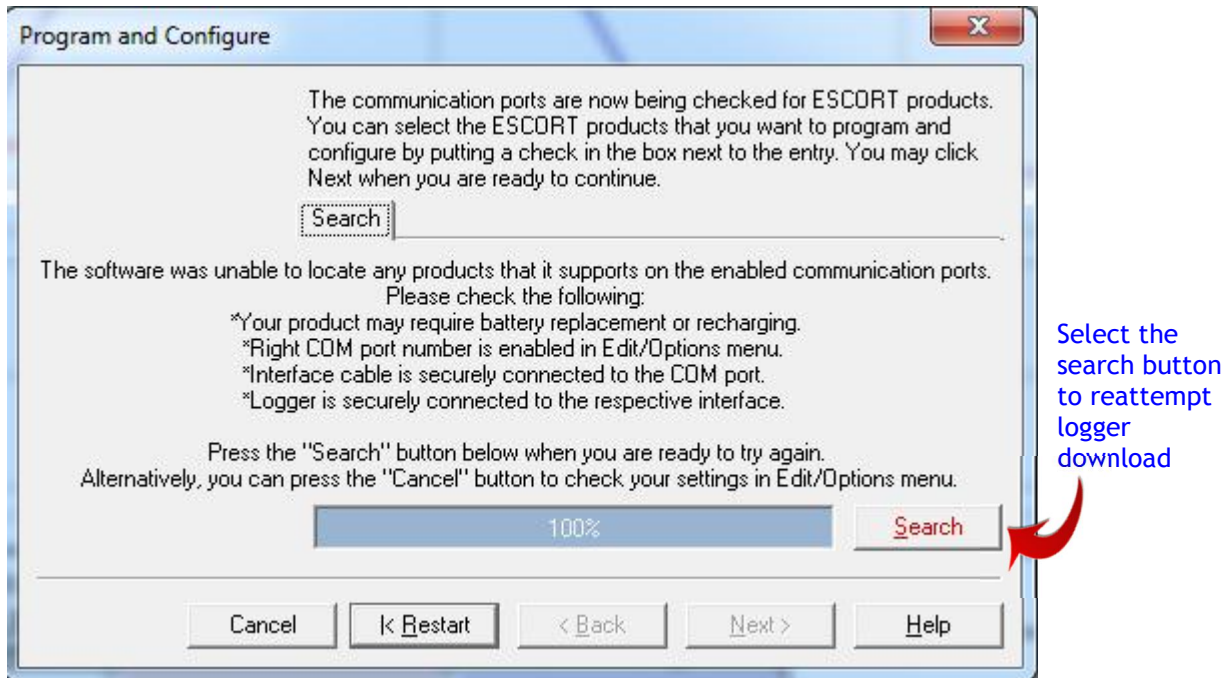 Program and Configure
The communication ports are now being checked for ESCORT products.
You can select the ESCORT products that you want to program and
configure by putting a check in the box next to the entry. You may click
Next when you are ready to continue.
Search
The software was unable to locate any products that it supports on the enabled communication ports.
Please check the following:
*Your product may require battery replacement or recharging.
*Right COM port number is enabled in Edit/Options menu.
*Interface cable is securely connected to the COM port.
*Logger is securely connected to the respective interface.
Press the "Search" button below when you are ready to try again.
Alternatively, you can press the "Cancel" button to check your settings in Edit/Options menu.
100%
Search
Cancel
|< Restart
< Back
Next >
Help
Select the
search button
to reattempt
logger
download